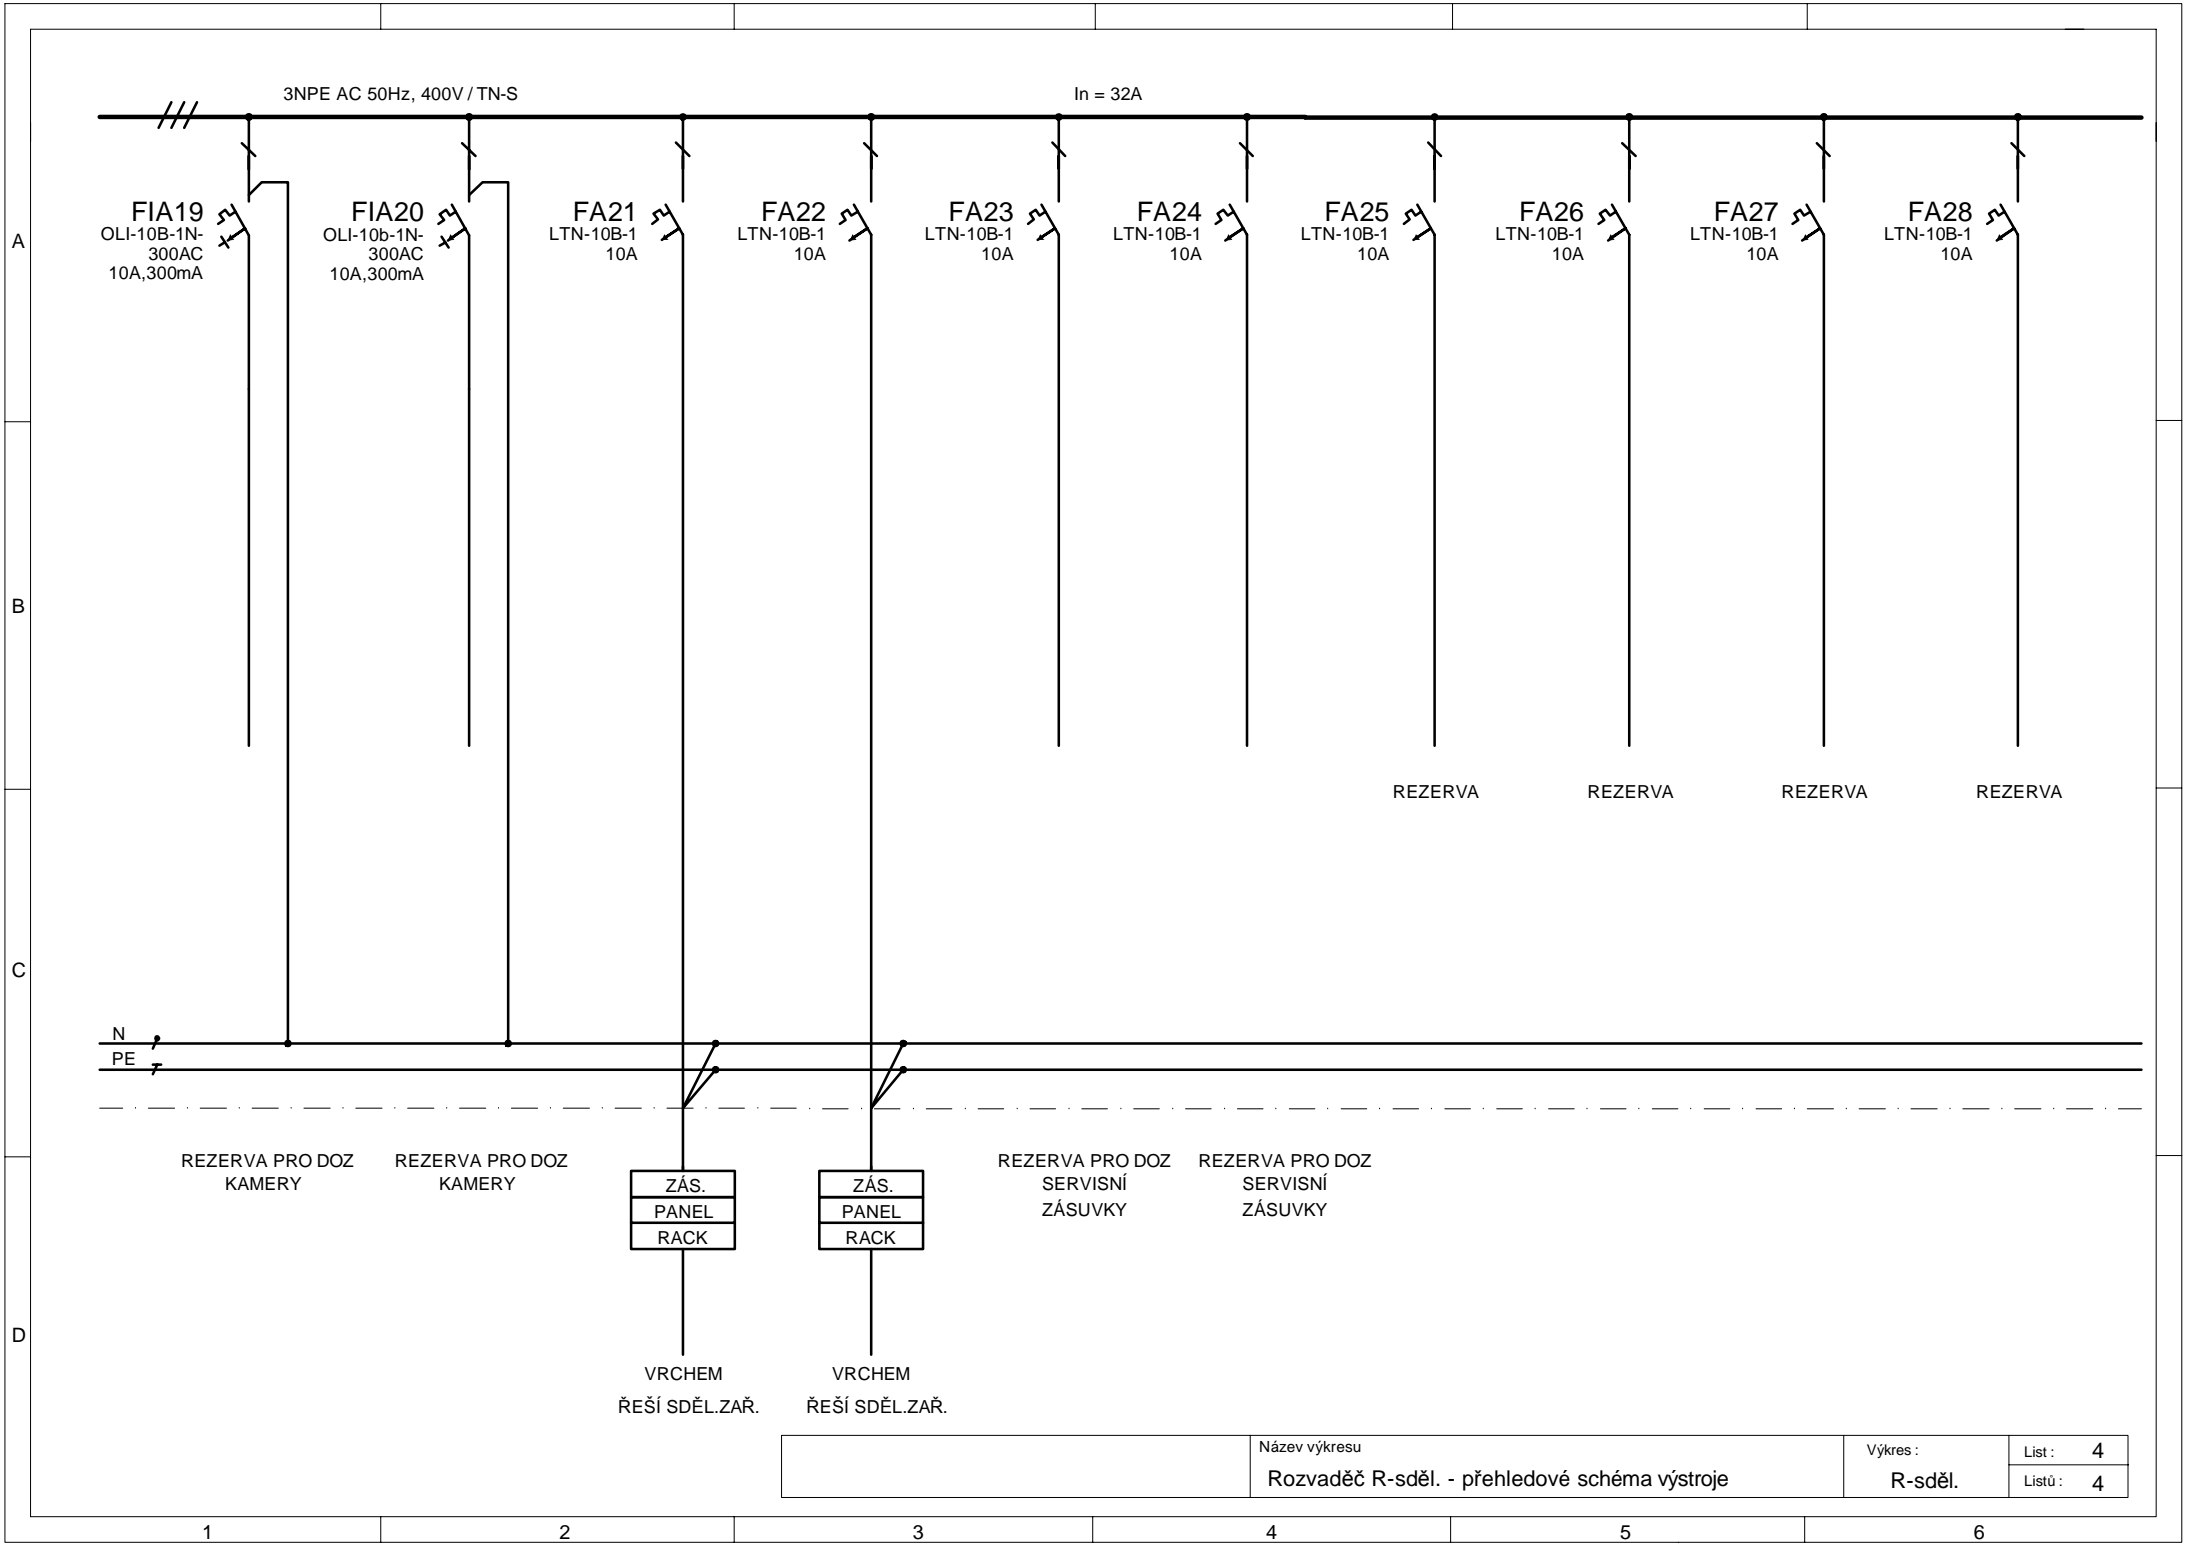 3NPE AC 50Hz, 400V / TN-S
In = 32A
A
FIA19
OLI-10B-1N-
300AC
10A,300mA
FIA20
OLI-10b-1N-
300AC
10A,300mA
FA21
LTN-10B-1
10A
FA22
LTN-10B-1
10A
FA23
LTN-10B-1
10A
FA24
LTN-10B-1
10A
FA25
LTN-10B-1
10A
FA26
LTN-10B-1
10A
FA27
LTN-10B-1
10A
FA28
LTN-10B-1
10A
B
REZERVA
REZERVA
REZERVA
REZERVA
C
N
PE
REZERVA PRO DOZ
KAMERY
REZERVA PRO DOZ
KAMERY
ZÁS.
PANEL
RACK
ZÁS.
PANEL
RACK
REZERVA PRO DOZ
SERVISNÍ
ZÁSUVKY
REZERVA PRO DOZ
SERVISNÍ
ZÁSUVKY
D
VRCHEM
ŘEŠÍ SDĚL.ZAŘ.
VRCHEM
ŘEŠÍ SDĚL.ZAŘ.
Název výkresu
Rozvaděč R-sděl. - přehledové schéma výstroje
Výkres :
R-sděl.
List : 4
Listů : 4
1 2 3 4 5 6